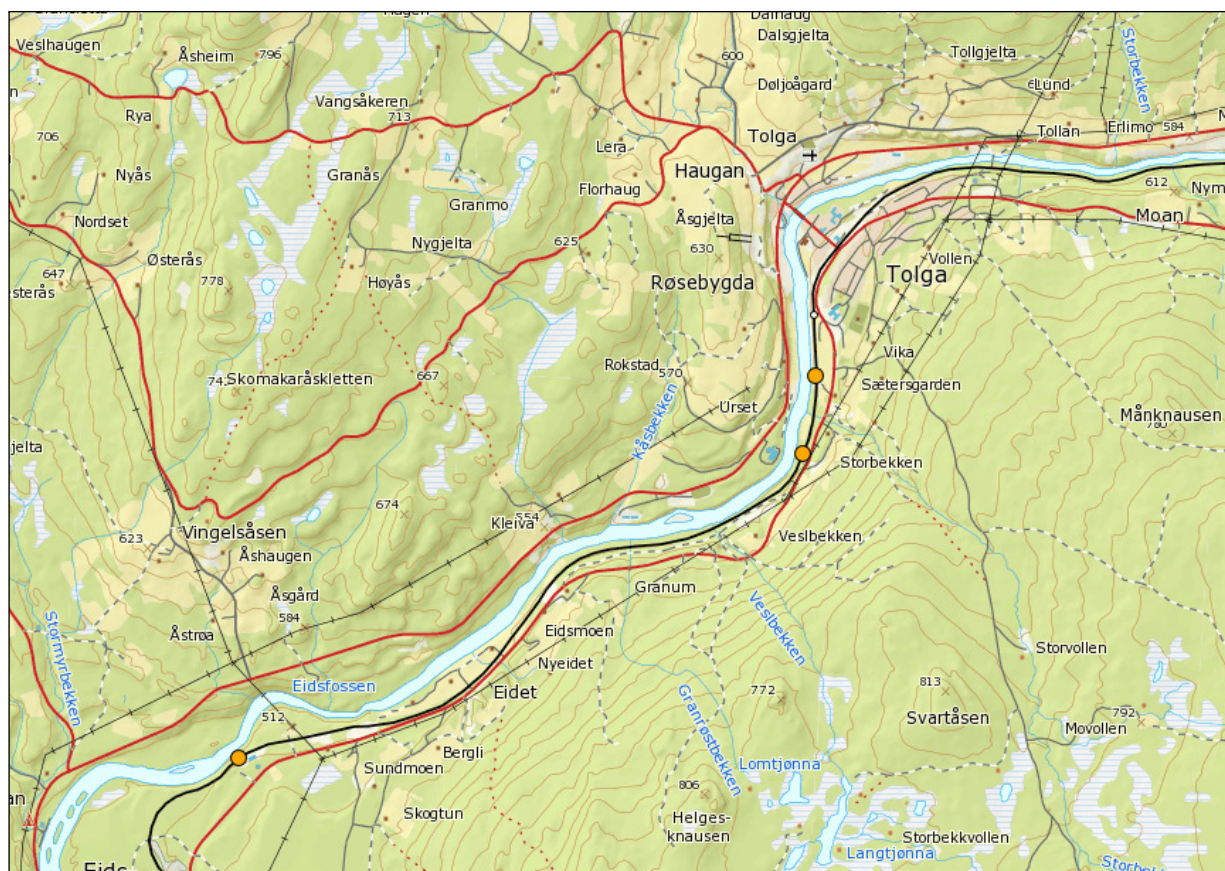 Veslhaugen
Åsheim
796
Dalhaug
Dalsgjelta
600
Tollgjelta
Døljoågard
Lund
Storbekken
Vangsåkeren
713
Rya
706
Tolga
Lera
Tollan
Erlimo
584
Nyås
Granås
Haugan
Granmo
Florhaug
612
Nordset
Åsgjelta
Moan
Nygjelta
625
630
Vollen
Østerås
647
778
Høyås
Røsebygda
Tolga
Skomakaråskletten
667
Rokstad
570
Vika
Sætersgarden
Urset
Månknausen
780
Kåsbekken
Storbekken
674
554
Kleiva
Vingelsåsen
623
Åshaugen
Veslbekken
Granum
Åsgård
584
Åstrøa
Stormyrbekken
Eidsmoen
Veslbekken
Nyeidet
Storvollen
Eidsfossen
Eidet
772
813
512
Svartåsen
792
Granrøstbekken
Movollen
Bergli
Sundmoen
Lomtjønna
806
Skogtun
Helges-
knausen
Storbekkvollen
Langtjønna